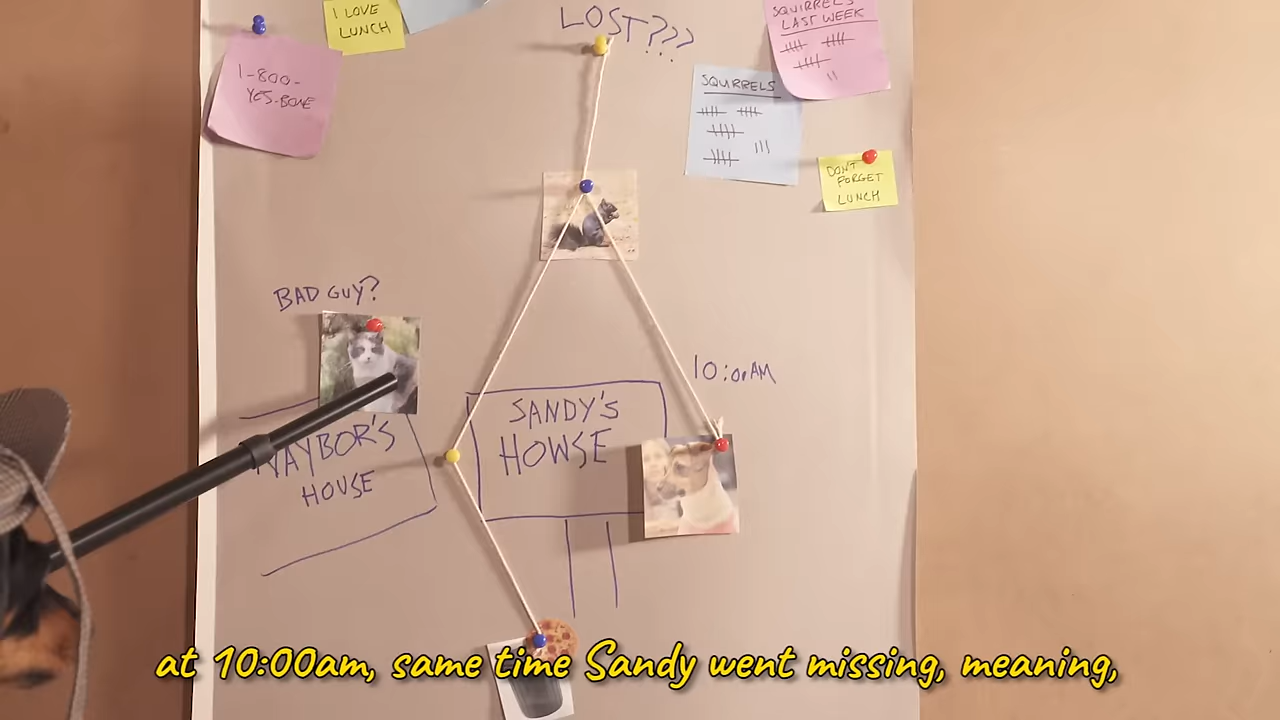 I LOVE
LUNCH
LOST???
SQUIRRELS
LAST WEEK
1-800-
YES-BONE
SQUIRRELS
DON'T
FORGET
LUNCH
BAD GUY?
10:00AM
SANDY'S
HOWSE
NAYBOR'S
HOUSE
at 10:00am, same time Sandy went missing, meaning,